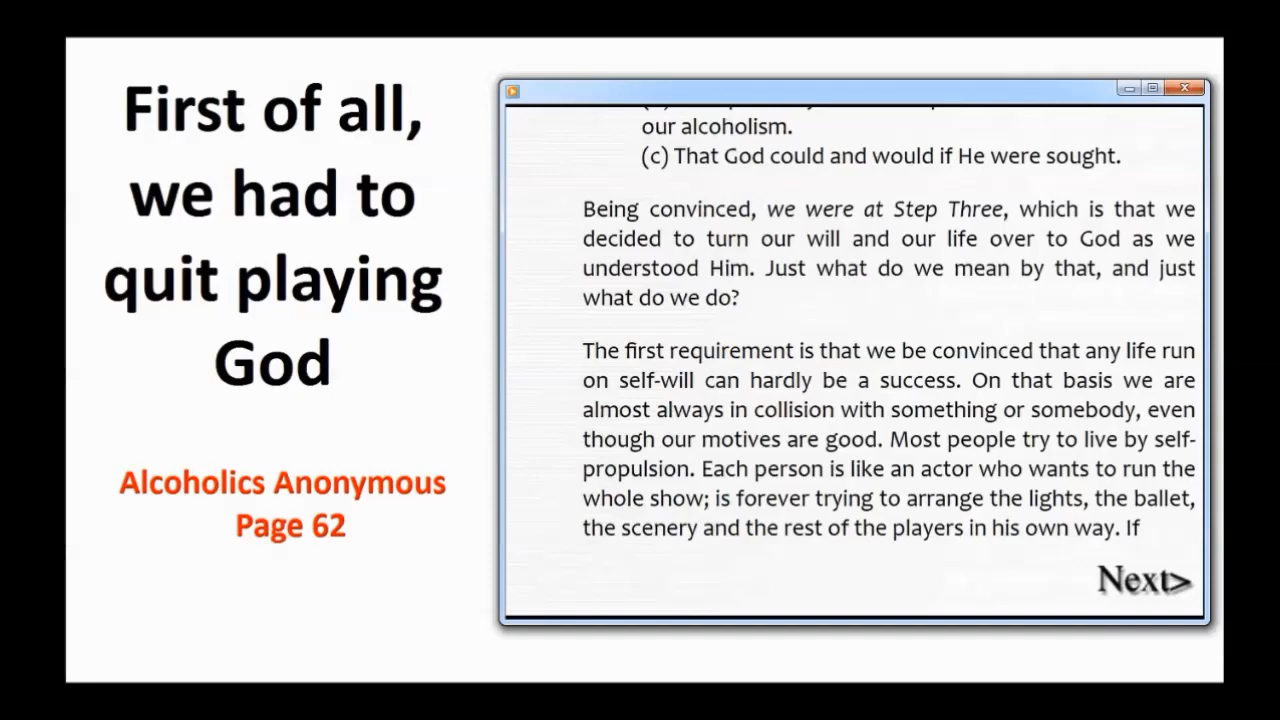 First of all,
we had to
quit playing
God
Alcoholics Anonymous
Page 62
our alcoholism.
(c) That God could and would if He were sought.
Being convinced, we were at Step Three, which is that we
decided to turn our will and our life over to God as we
understood Him. Just what do we mean by that, and just
what do we do?
The first requirement is that we be convinced that any life run
on self-will can hardly be a success. On that basis we are
almost always in collision with something or somebody, even
though our motives are good. Most people try to live by self-
propulsion. Each person is like an actor who wants to run the
whole show; is forever trying to arrange the lights, the ballet,
the scenery and the rest of the players in his own way. If
Next>